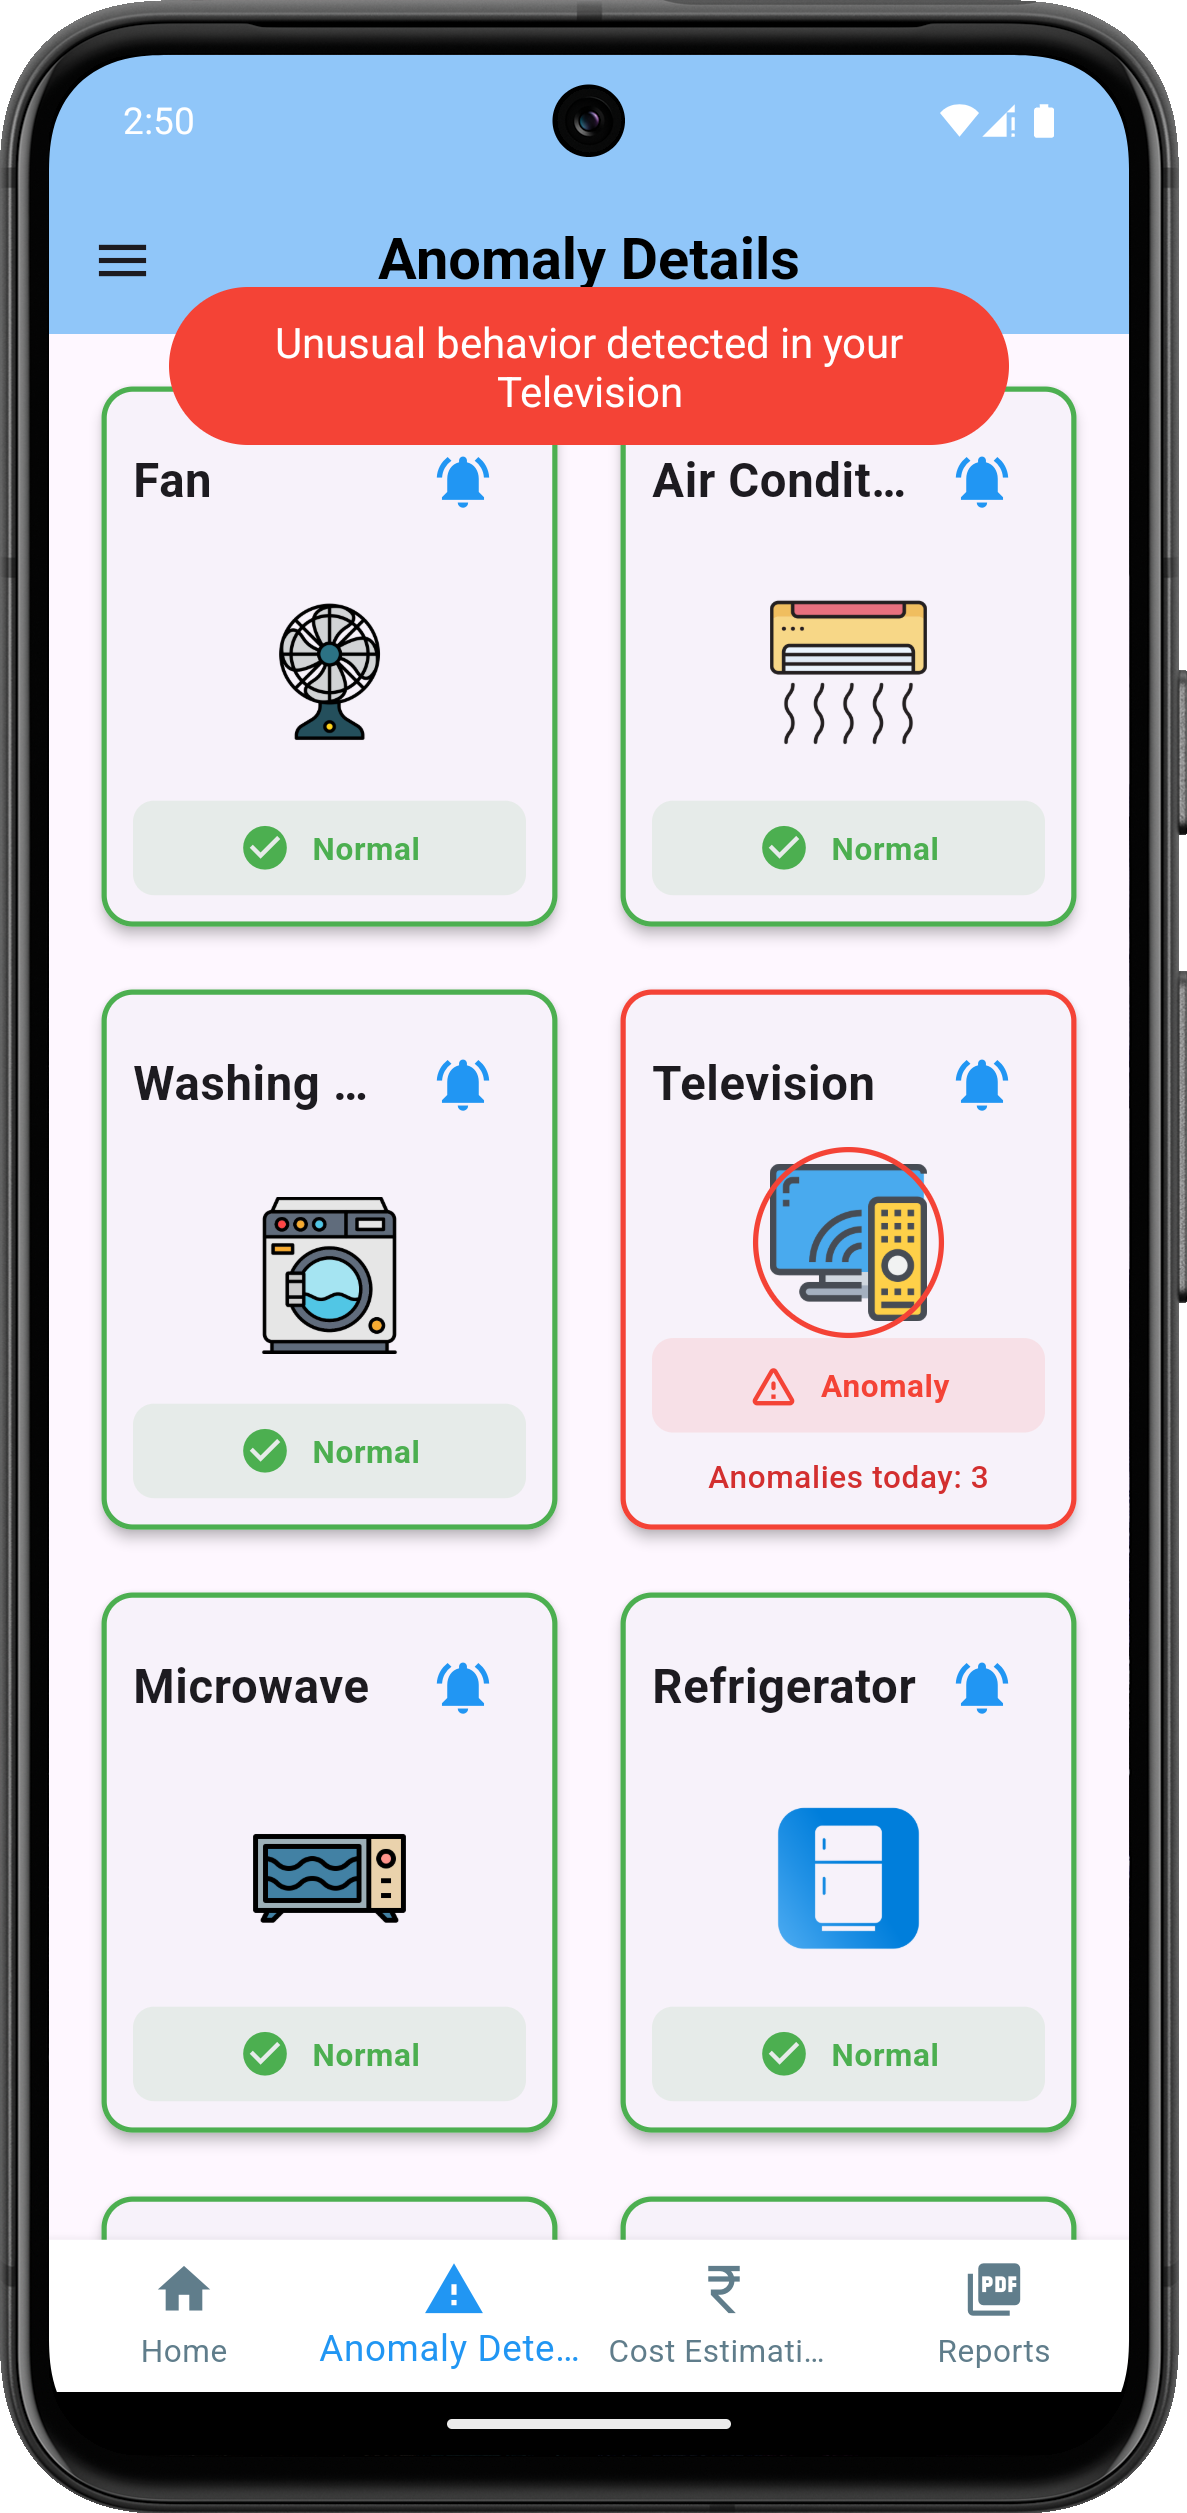 2:50
Anomaly Details
Unusual behavior detected in your
Television
Fan
Air Condit...
Normal
Normal
Washing ...
Television
Normal
Anomaly
Anomalies today: 3
Microwave
Refrigerator
Normal
Normal
PDF
Home
Anomaly Dete...
Cost Estimati...
Reports